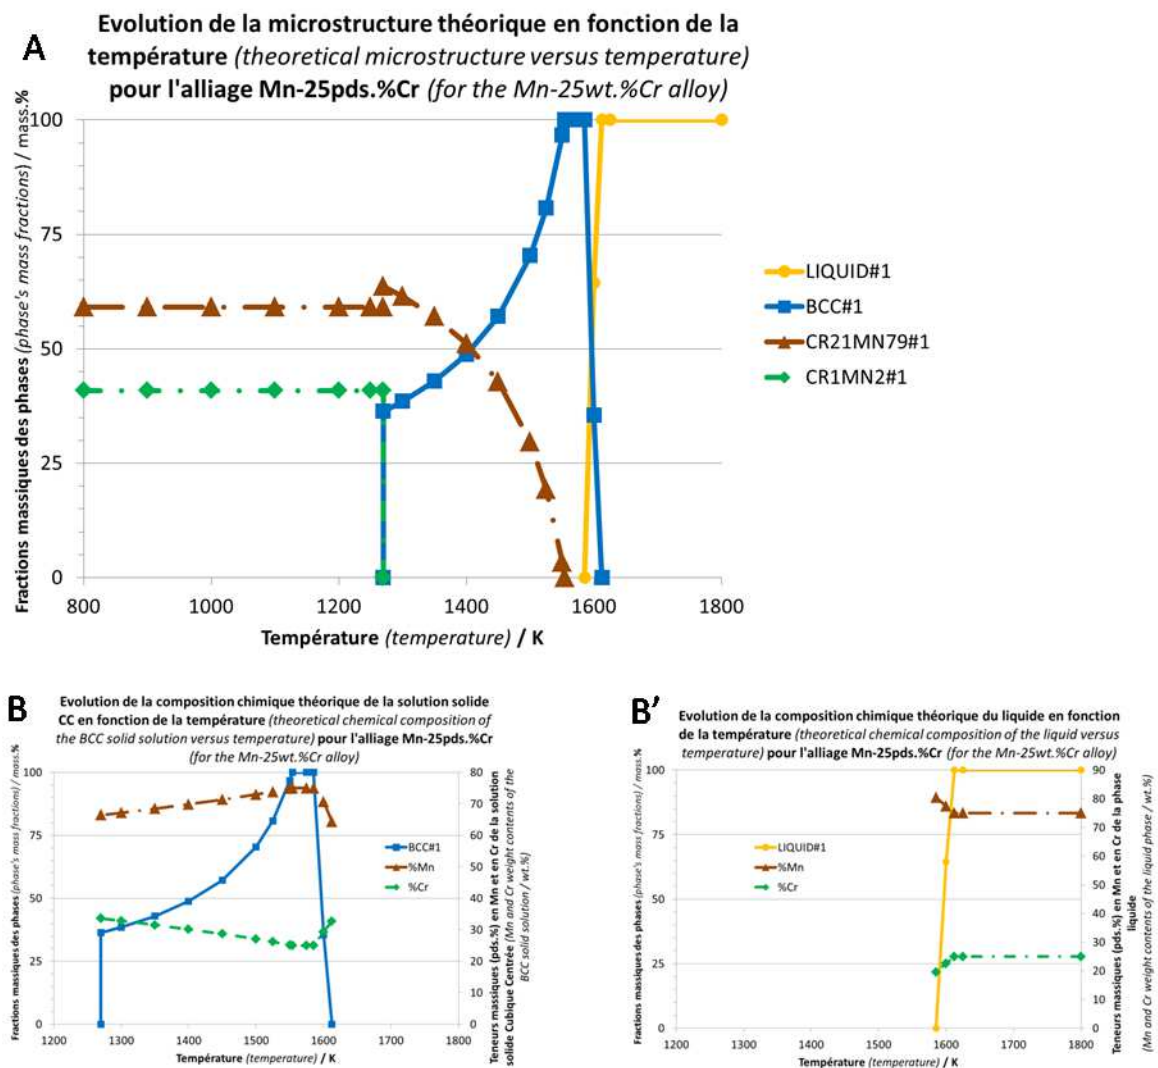 A
Evolution de la microstructure théorique en fonction de la
température (theoretical microstructure versus temperature)
pour l'alliage Mn-25pds.%Cr (for the Mn-25wt.%Cr alloy)
Fractions massiques des phases (phase's mass fractions) / mass.%
100
75
50
25
0
800
1000
1200
1400
1600
1800
Température (temperature) / K
LIQUID#1
BCC#1
CR21MN79#1
CR1MN2#1
B
Evolution de la composition chimique théorique de la solution solide
CC en fonction de la température (theoretical chemical composition of
the BCC solid solution versus temperature) pour l'alliage Mn-25pds.%Cr
(for the Mn-25wt.%Cr alloy)
Fractions massiques des phases (phase's mass fractions) / mass.%
100
75
50
25
0
BCC#1
%Mn
%Cr
80
70
60
50
40
30
20
10
0
Teneurs massiques (pds.%) en Mn et en Cr de la solution
solide Cubique Centrée (Mn and Cr weight contents of the
BCC solid solution / wt.%)
1200
1300
1400
1500
1600
1700
1800
Température (temperature) / K
B'
Evolution de la composition chimique théorique du liquide en fonction
de la température (theoretical chemical composition of the liquid versus
temperature) pour l'alliage Mn-25pds.%Cr (for the Mn-25wt.%Cr alloy)
Fractions massiques des phases (phase's mass fractions) / mass.%
100
75
50
25
0
LIQUID#1
%Mn
%Cr
90
80
70
60
50
40
30
20
10
0
Teneurs massiques (pds.%) en Mn et en Cr de la phase
liquide
(Mn and Cr weight contents of the liquid phase / wt.%)
1200
1300
1400
1500
1600
1700
1800
Température (temperature) / K